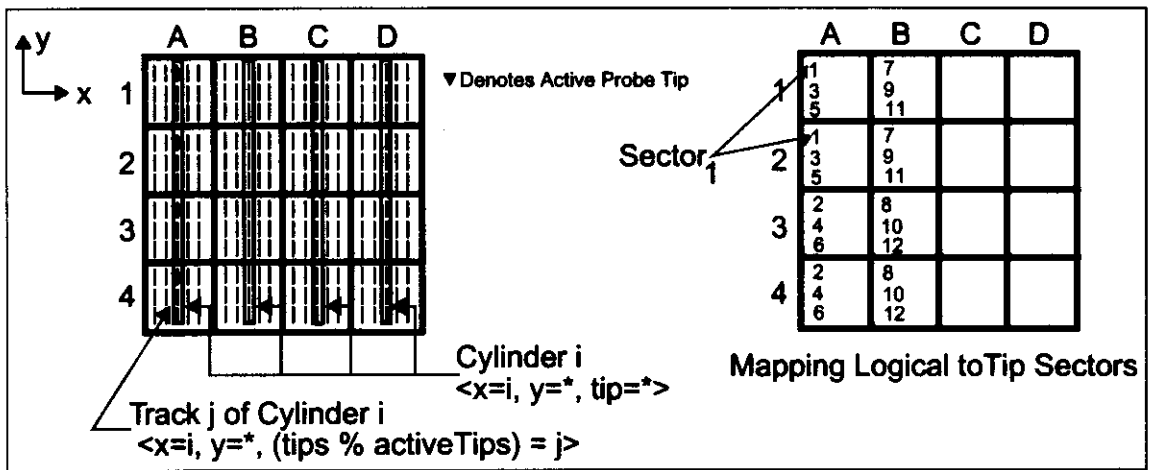 y
x
A B C D
1
2
3
4
▼Denotes Active Probe Tip
Cylinder i
<x=i, y=*, tip=*>
Track j of Cylinder i
<x=i, y=*, (tips % activeTips) = j>
A B C D
1
1 7
3 9
5 11
Sector1
2
1 7
3 9
5 11
3
2 8
4 10
6 12
4
2 8
4 10
6 12
Mapping Logical toTip Sectors